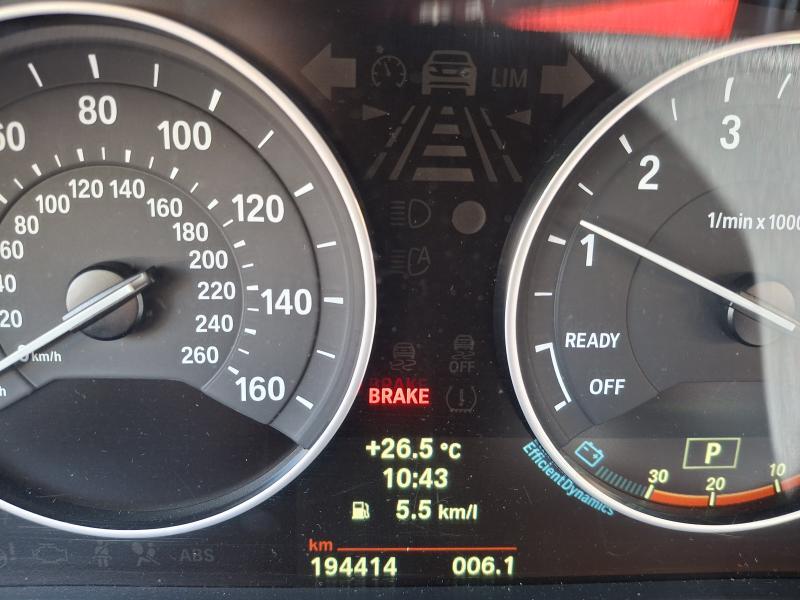 80
60
100
120
140
160
100 120 140
80
160
60
180
40
200
20
220
240
260
0 km/h
LIM
A
OFF
BRAKE
+26.5 °C
10:43
5.5 km/l
km
194414 006.1
ABS
3
2
1
1/min x 1000
READY
OFF
P
30
20
10
EfficientDynamics